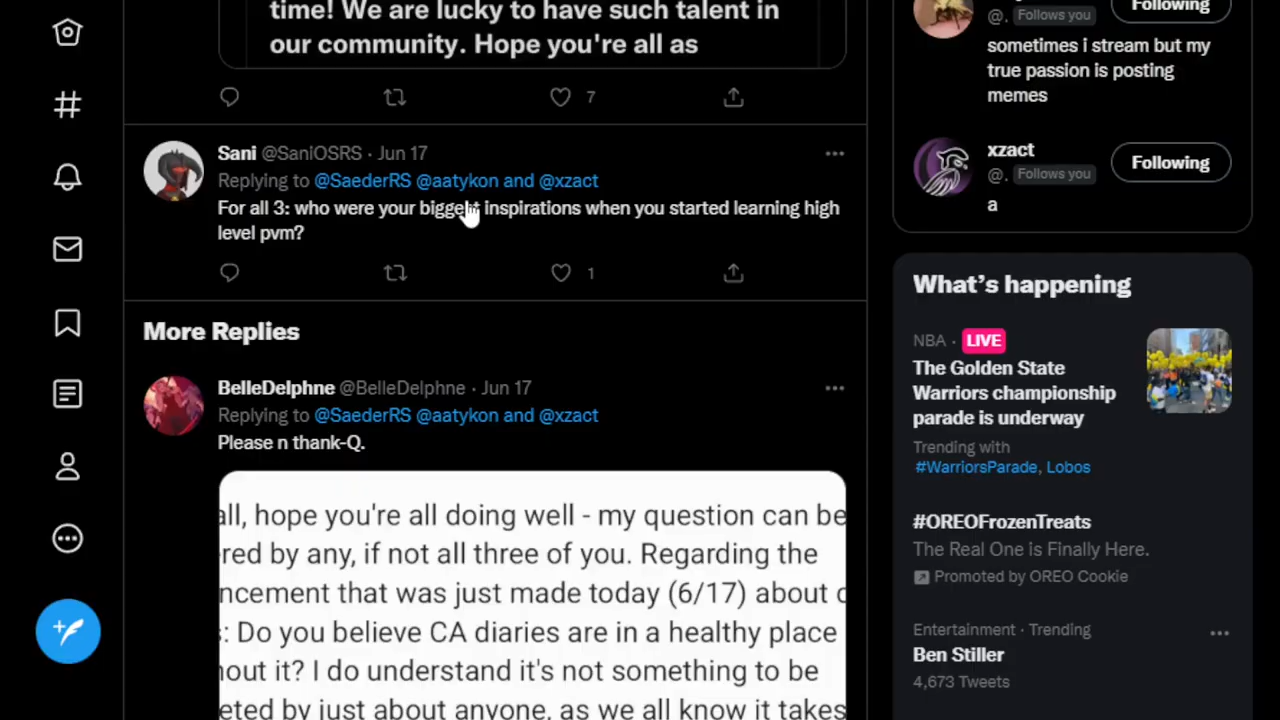 time! We are lucky to have such talent in
our community. Hope you're all as
7
Sani @SaniOSRS · Jun 17
Replying to @SaederRS @aatykon and @xzact
For all 3: who were your biggest inspirations when you started learning high
level pvm?
1
More Replies
BelleDelphne @BelleDelphne · Jun 17
Replying to @SaederRS @aatykon and @xzact
Please n thank-Q.
all, hope you're all doing well - my question can be
red by any, if not all three of you. Regarding the
ncement that was just made today (6/17) about
: Do you believe CA diaries are in a healthy place
out it? I do understand it's not something to be
eted by just about anyone, as we all know it takes
Following
@. Follows you
sometimes i stream but my
true passion is posting
memes
xzact
@. Follows you
Following
a
What's happening
NBA · LIVE
The Golden State
Warriors championship
parade is underway
Trending with
#WarriorsParade, Lobos
#OREOFrozenTreats
The Real One is Finally Here.
Promoted by OREO Cookie
Entertainment · Trending
Ben Stiller
4,673 Tweets